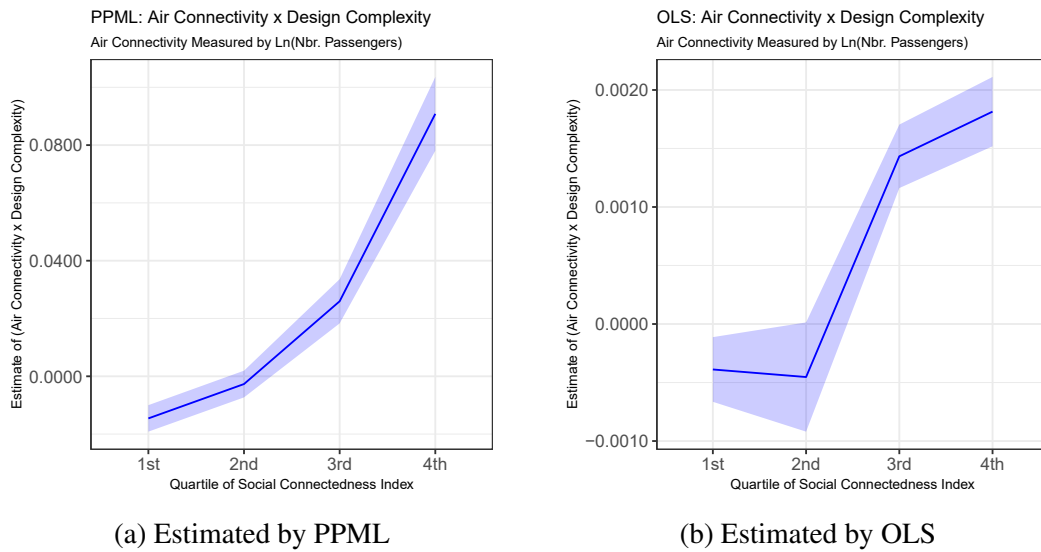 PPML: Air Connectivity x Design Complexity
Air Connectivity Measured by Ln(Nbr. Passengers)
Estimate of (Air Connectivity x Design Complexity)
0.0800
0.0400
0.0000
1st 2nd 3rd 4th
Quartile of Social Connectedness Index
(a) Estimated by PPML
OLS: Air Connectivity x Design Complexity
Air Connectivity Measured by Ln(Nbr. Passengers)
Estimate of (Air Connectivity x Design Complexity)
0.0020
0.0010
0.0000
−0.0010
1st 2nd 3rd 4th
Quartile of Social Connectedness Index
(b) Estimated by OLS